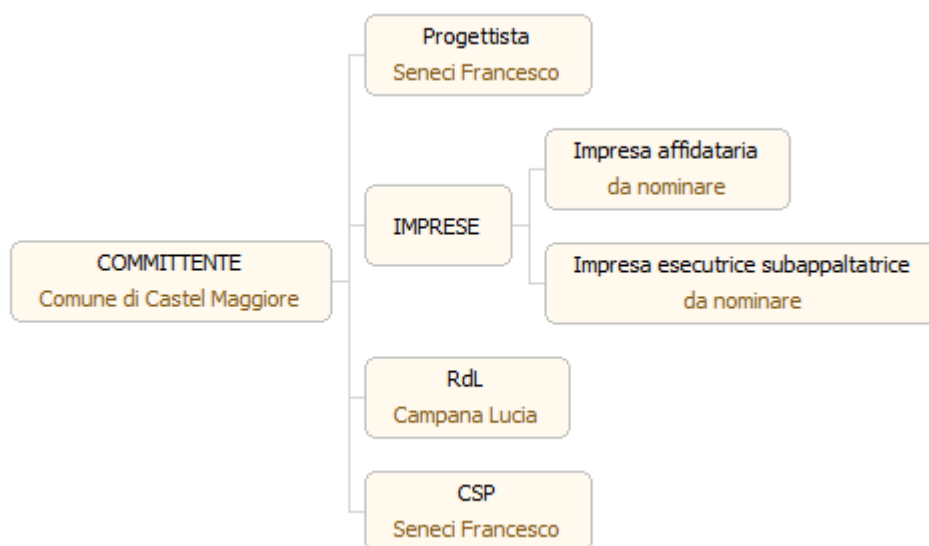 Progettista
Seneci Francesco
Impresa affidataria
da nominare
IMPRESE
COMMITTENTE
Comune di Castel Maggiore
Impresa esecutrice subappaltatrice
da nominare
RdL
Campana Lucia
CSP
Seneci Francesco